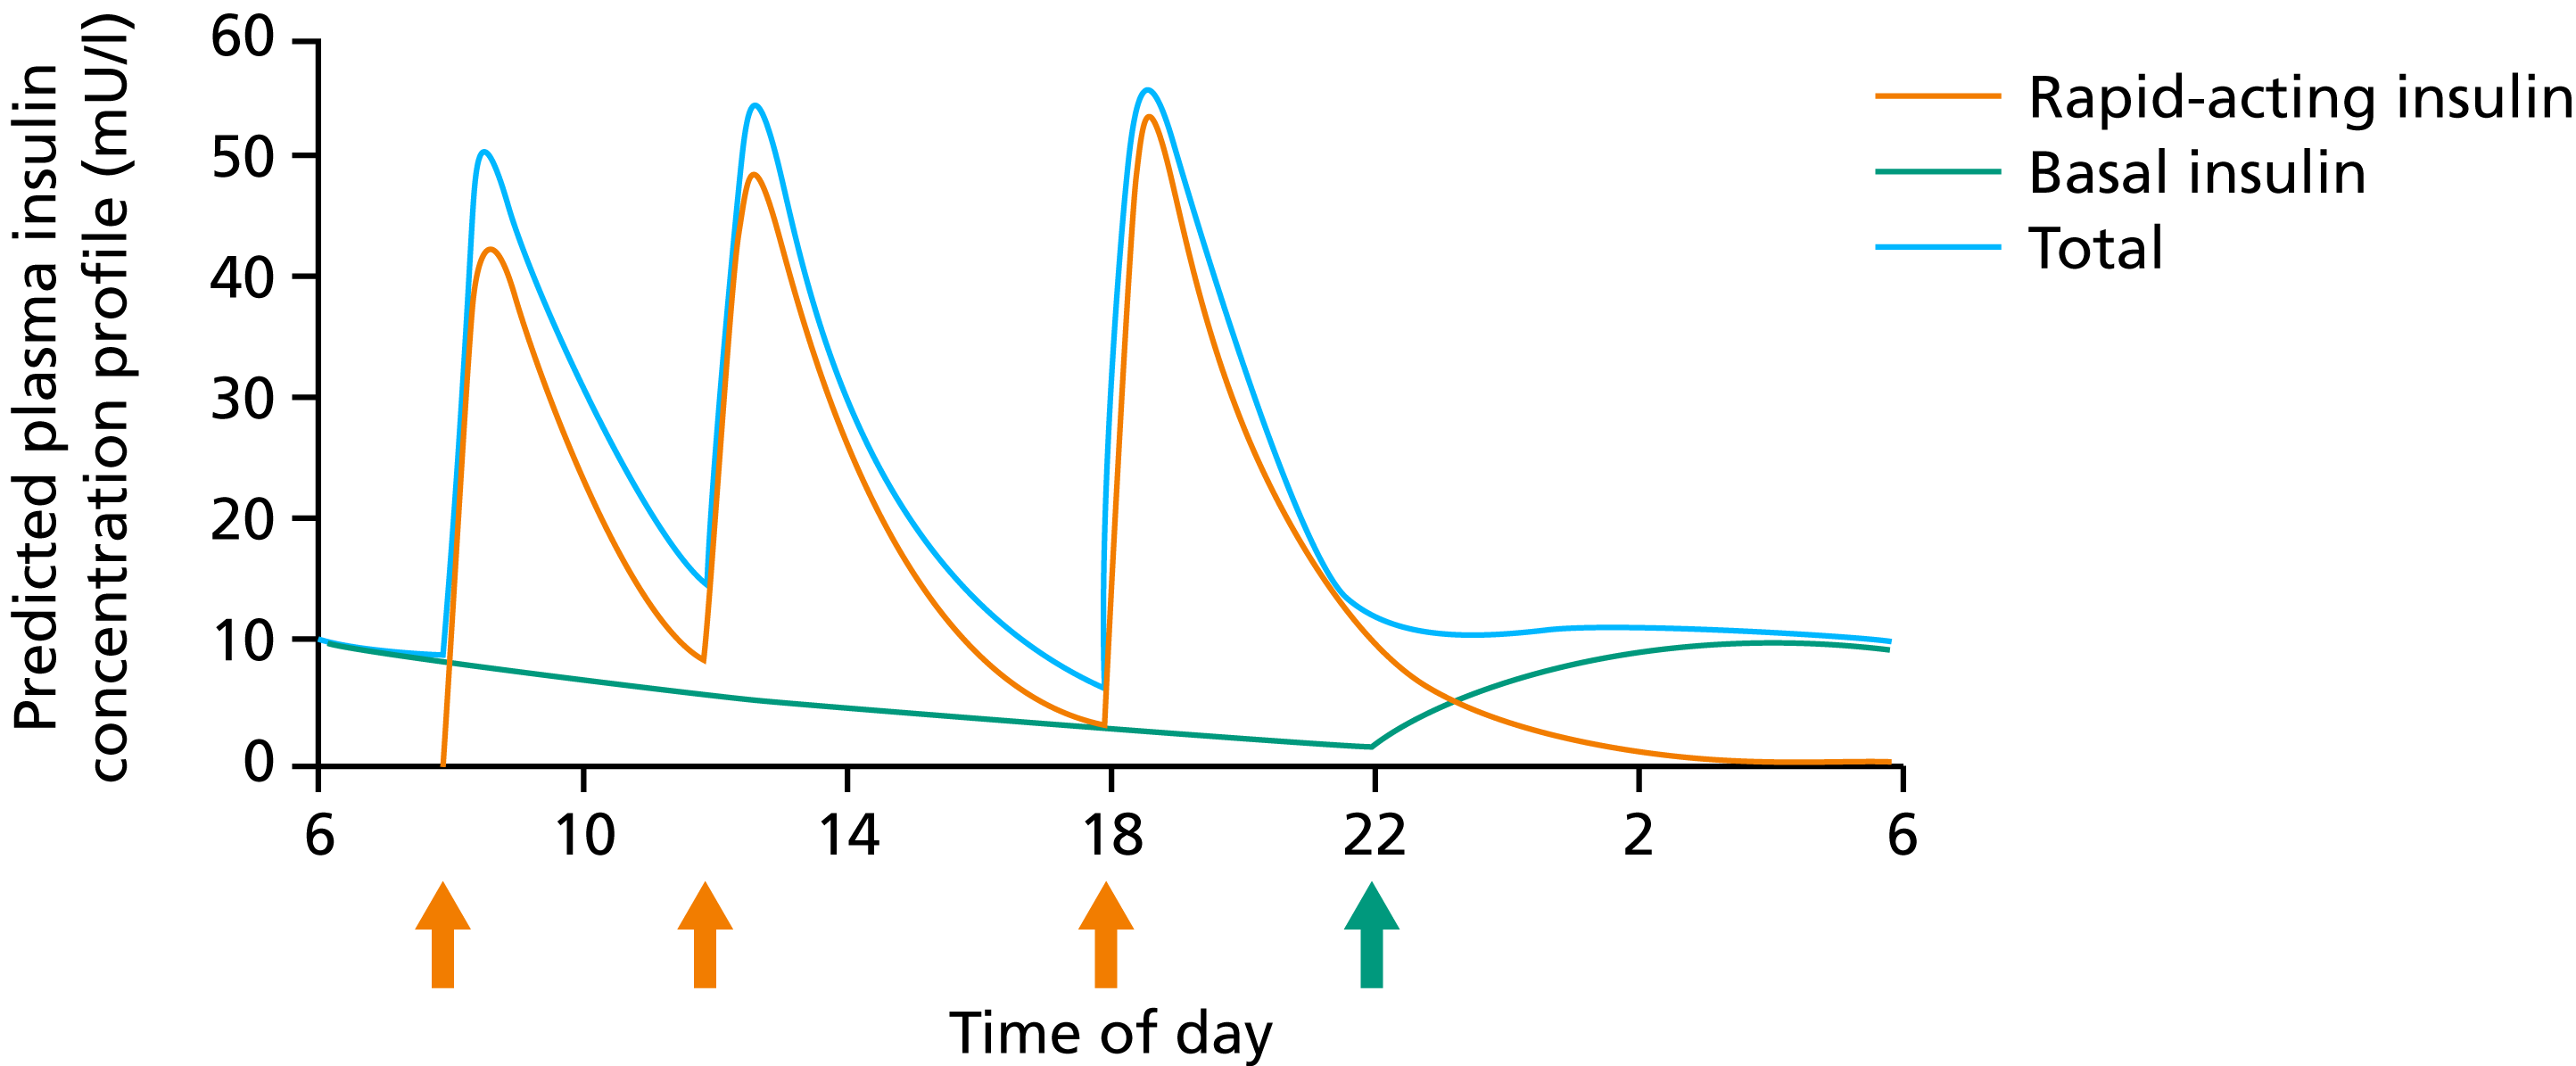 Predicted plasma insulin
concentration profile (mU/l)
60
50
40
30
20
10
0
6
10
14
18
22
2
6
Time of day
Rapid-acting insulin
Basal insulin
Total